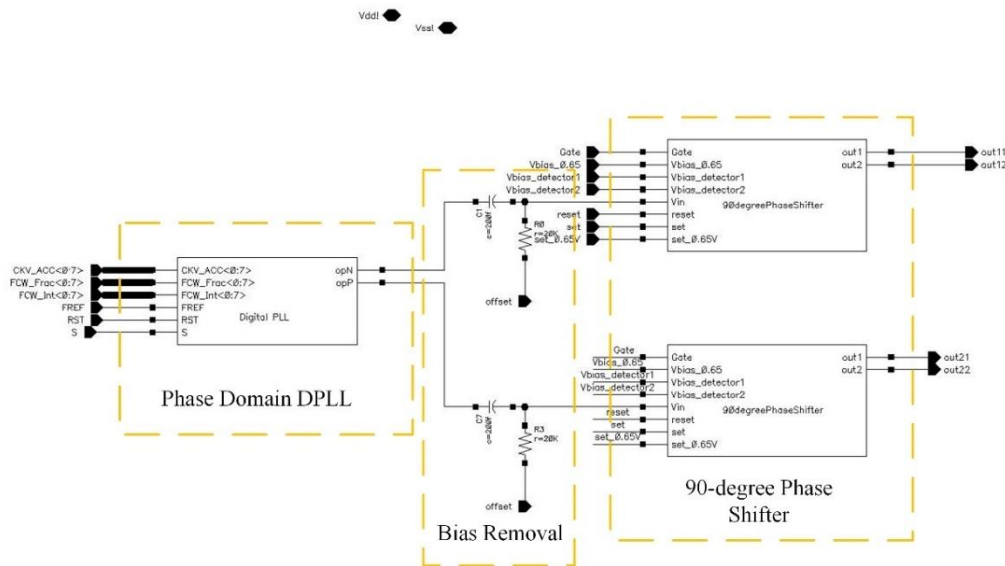 Vdd!
Vss!
Gate
Vbias_0.65
Vbias_detector1
Vbias_detector2
reset
set
set_0.65V
Gate
Vbias_0.65
Vbias_detector1
Vbias_detector2
Vin
reset
set
set_0.65V
90degreePhaseShifter
out1
out2
out11
out12
C1
c=200f
R0
r=20K
offset
CKV_ACC<0:7>
FCW_Frac<0:7>
FCW_Int<0:7>
FREF
RST
S
CKV_ACC<0:7>
FCW_Frac<0:7>
FCW_Int<0:7>
FREF
RST
S
Digital PLL
opN
opP
Phase Domain DPLL
Gate
Vbias_0.65
Vbias_detector1
Vbias_detector2
reset
set
set_0.65V
Gate
Vbias_0.65
Vbias_detector1
Vbias_detector2
Vin
reset
set
set_0.65V
90degreePhaseShifter
out1
out2
out21
out22
C7
c=200f
R3
r=20K
offset
Bias Removal
90-degree Phase
Shifter